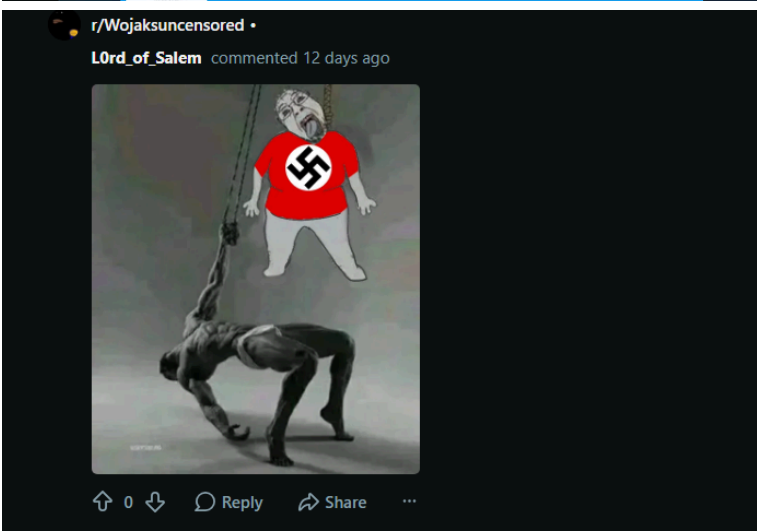 r/Wojaksuncensored •
L0rd_of_Salem commented 12 days ago
0 Reply Share ...